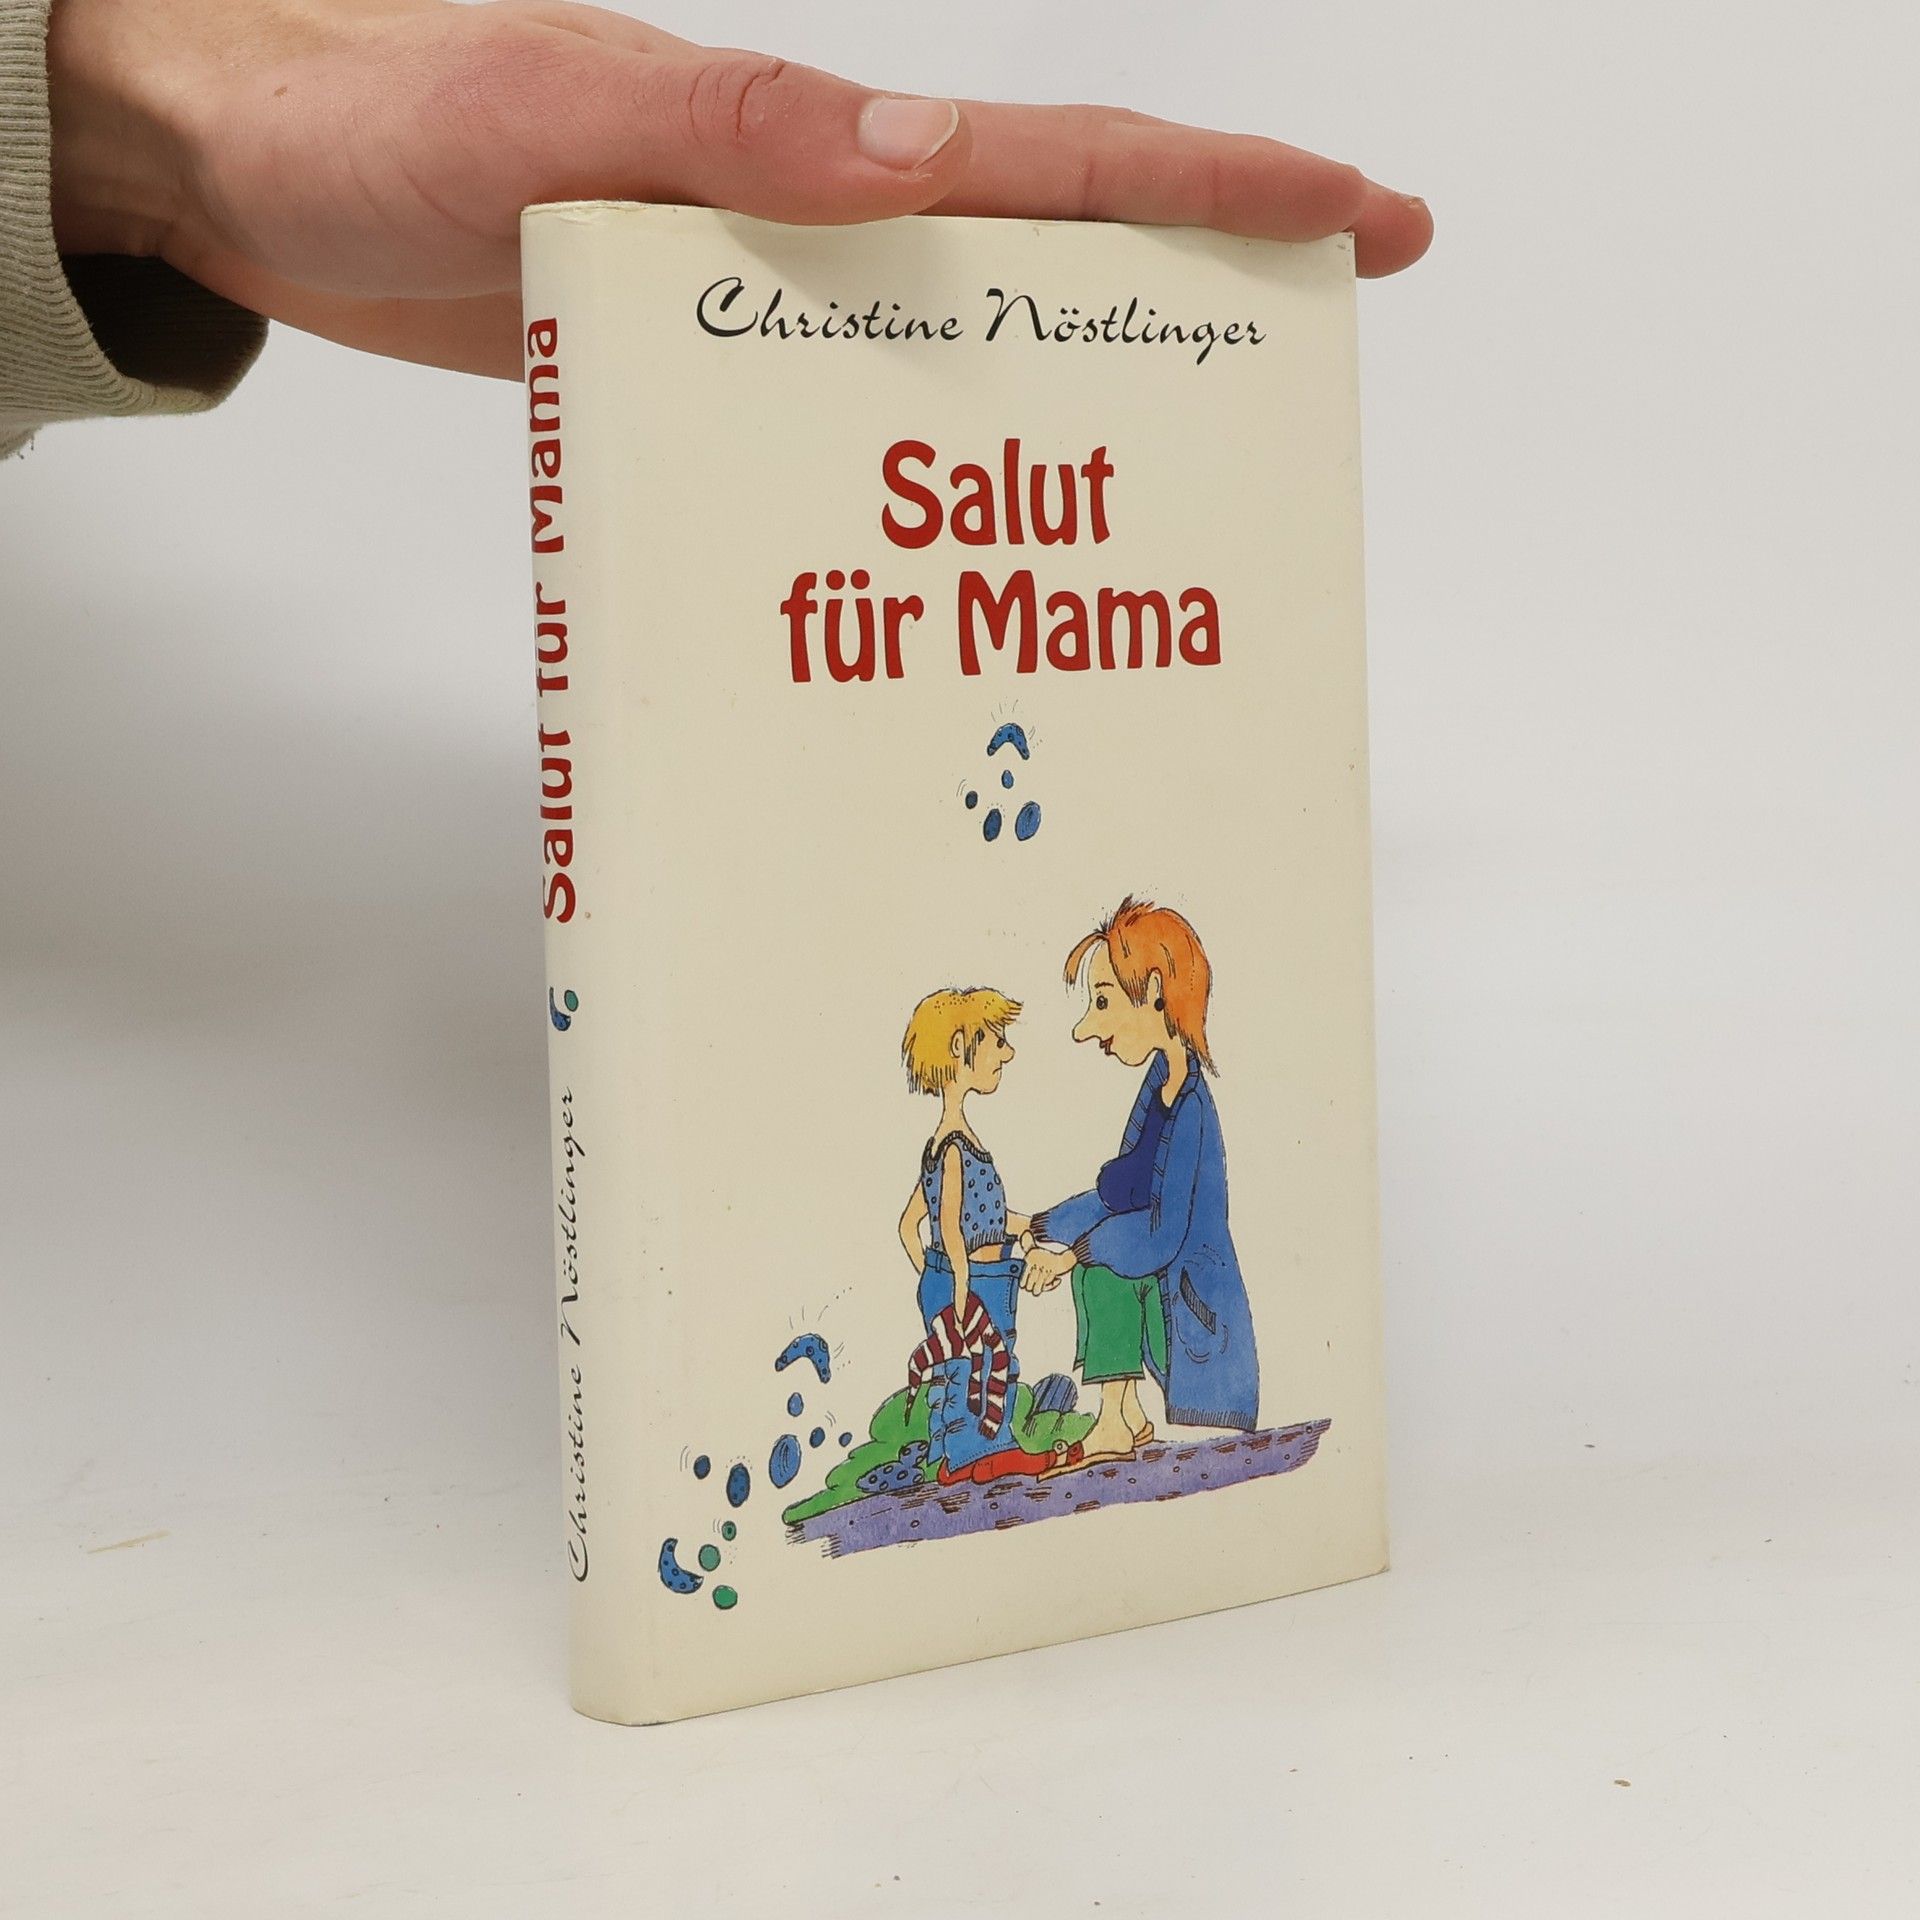 Christine Nöstlinger
Salut
für Mama
Salut für Mama
Christine Nöstlinger